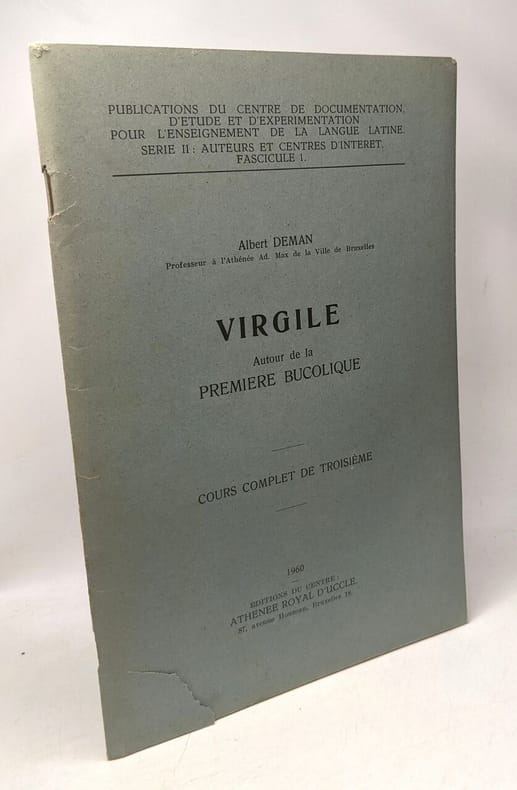 PUBLICATIONS DU CENTRE DE DOCUMENTATION,
D'ETUDE ET D'EXPERIMENTATION
POUR L'ENSEIGNEMENT DE LA LANGUE LATINE.
SERIE II : AUTEURS ET CENTRES D'INTERET,
FASCICULE 1.
Albert DEMAN
Professeur à l'Athénée Ad. Max de la Ville de Bruxelles
VIRGILE
Autour de la
PREMIERE BUCOLIQUE
COURS COMPLET DE TROISIÈME
1960
EDITIONS DU CENTRE
ATHENEE ROYAL D'UCCLE.
avenue Houzeau, Bruxelles 18.